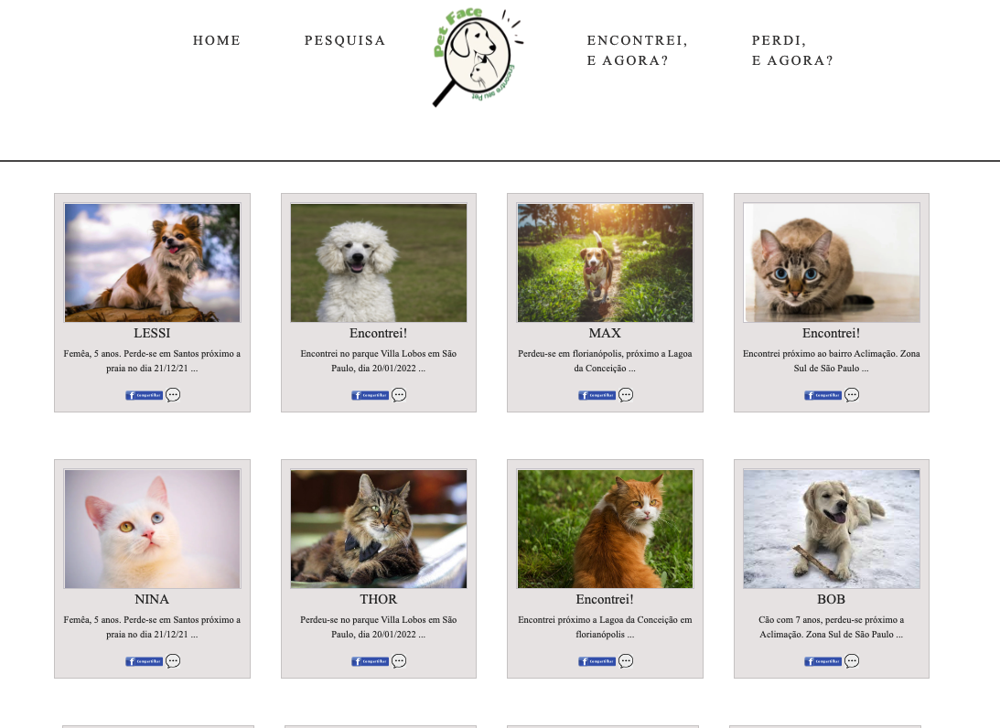 HOME
PESQUISA
Pet Face
Encontre seu Pet
ENCONTREI,
E AGORA?
PERDI,
E AGORA?
LESSI
Femêa, 5 anos. Perde-se em Santos próximo a
praia no dia 21/12/21 ...
f Compartilhar
Encontrei!
Encontrei no parque Villa Lobos em São
Paulo, dia 20/01/2022 ...
f Compartilhar
MAX
Perdeu-se em florianópolis, próximo a Lagoa
da Conceição ...
f Compartilhar
Encontrei!
Encontrei próximo ao bairro Aclimação. Zona
Sul de São Paulo ...
f Compartilhar
NINA
Femêa, 5 anos. Perde-se em Santos próximo a
praia no dia 21/12/21 ...
f Compartilhar
THOR
Perdeu-se no parque Villa Lobos em São
Paulo, dia 20/01/2022 ...
f Compartilhar
Encontrei!
Encontrei próximo a Lagoa da Conceição em
florianópolis ...
f Compartilhar
BOB
Cão com 7 anos, perdeu-se próximo a
Aclimação. Zona Sul de São Paulo ...
f Compartilhar